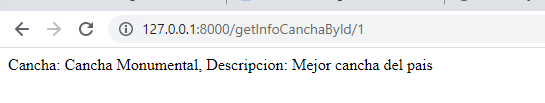 127.0.0.1:8000/getInfoCanchaById/1
Cancha: Cancha Monumental, Descripcion: Mejor cancha del pais